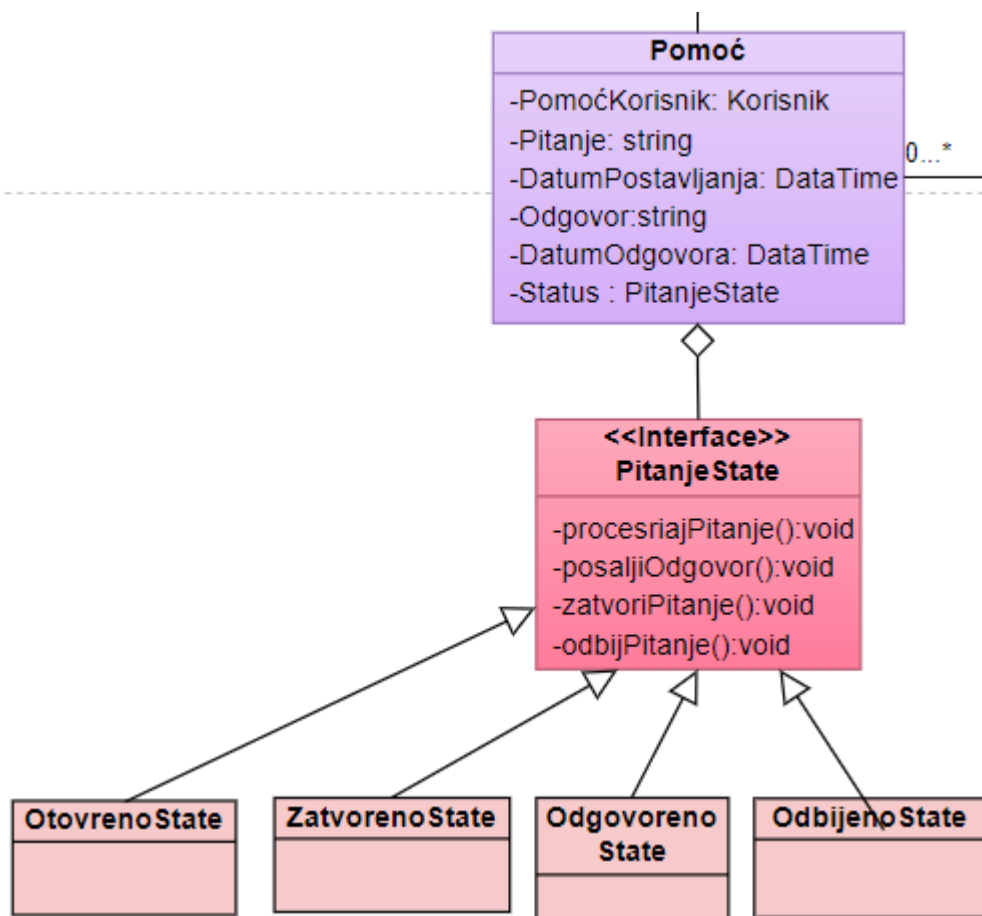 Pomoć
-PomoćKorisnik: Korisnik
-Pitanje: string
-DatumPostavljanja: DataTime
-Odgovor:string
-DatumOdgovora: DataTime
-Status : PitanjeState
0...*
<<Interface>>
PitanjeState
-procesriajPitanje():void
-posaljiOdgovor():void
-zatvoriPitanje():void
-odbijPitanje():void
OtovrenoState
ZatvorenoState
Odgovoreno
State
OdbijenoState